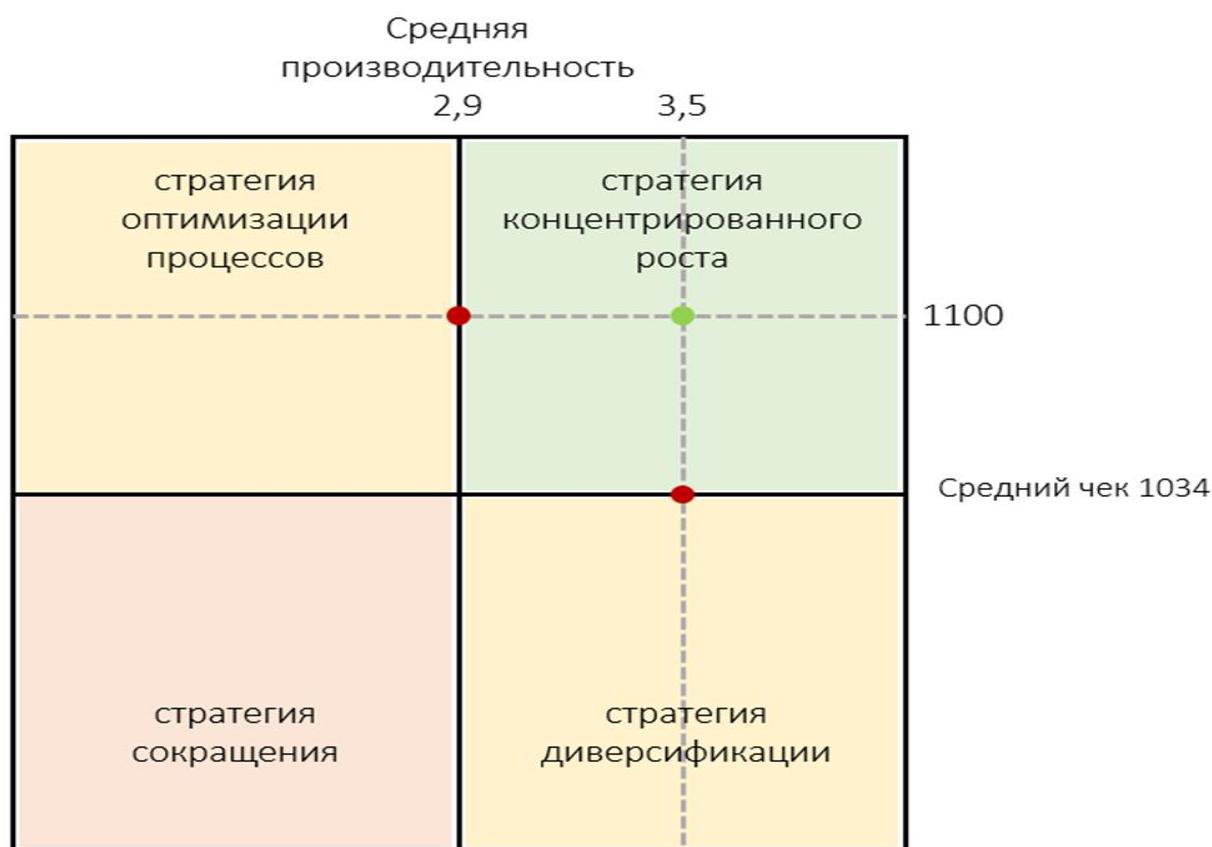 Средняя
производительность
2,9
3,5
стратегия
оптимизации
процессов
стратегия
концентрированного
роста
1100
Средний чек 1034
стратегия
сокращения
стратегия
диверсификации